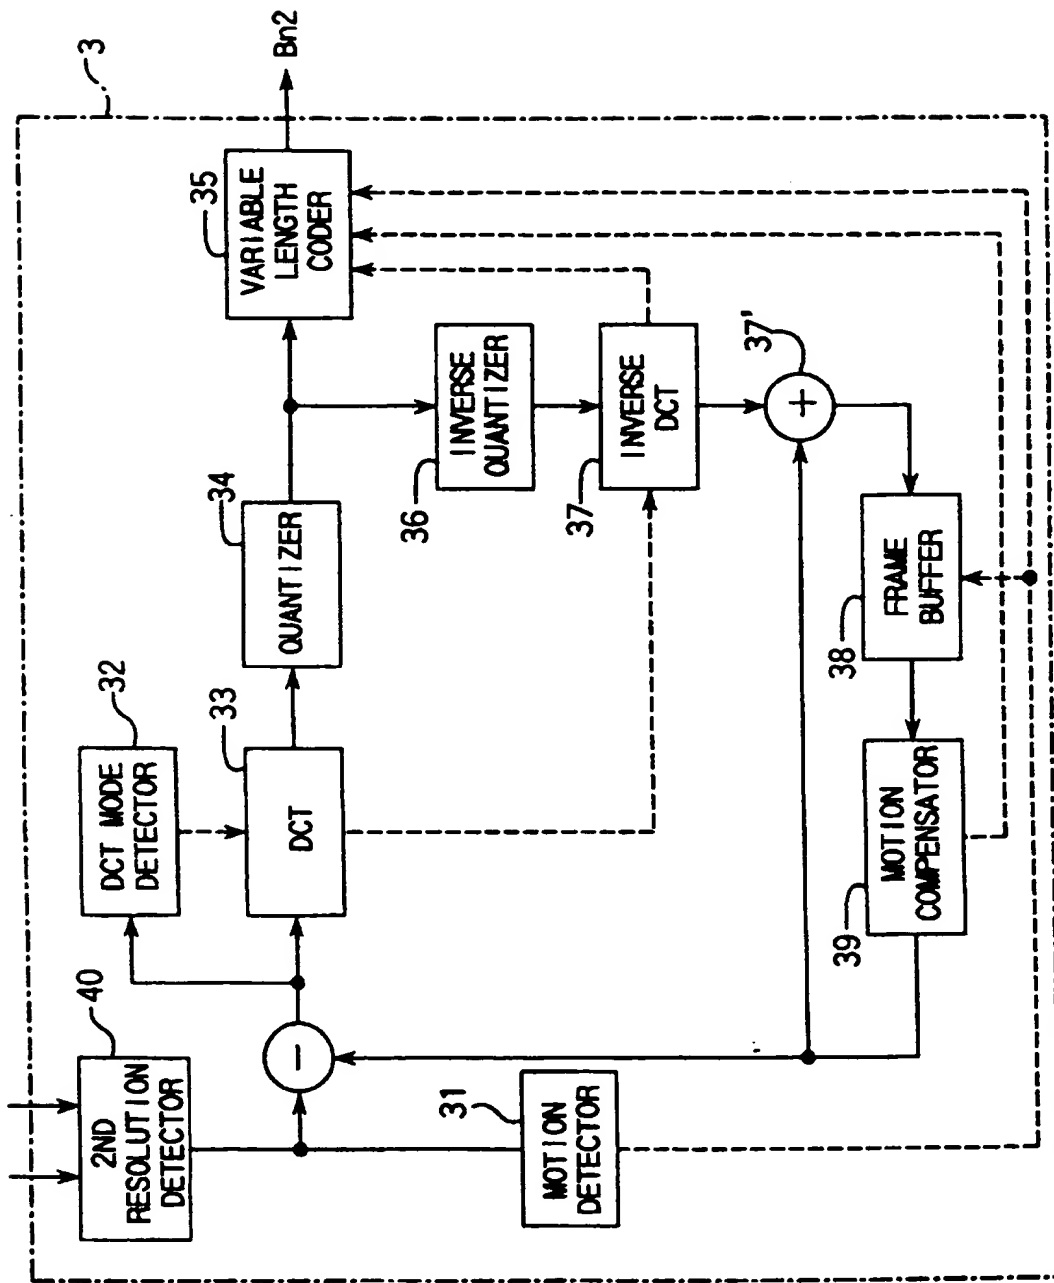 3
Bn2
35
VARIABLE
LENGTH
CODER
34
QUANTIZER
36
INVERSE
QUANTIZER
37
INVERSE
DCT
37'
+
32
DCT MODE
DETECTOR
33
DCT
38
FRAME
BUFFER
39
MOTION
COMPENSATOR
40
2ND
RESOLUTION
DETECTOR
-
31
MOTION
DETECTOR